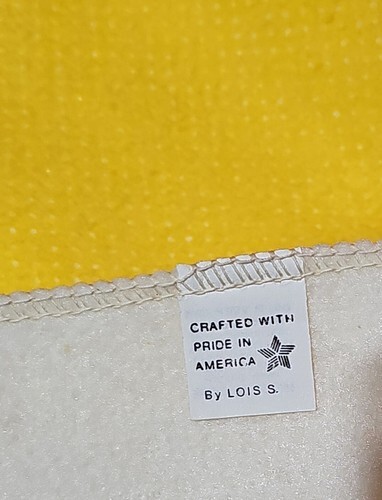 CRAFTED WITH
PRIDE IN
AMERICA
By LOIS S.